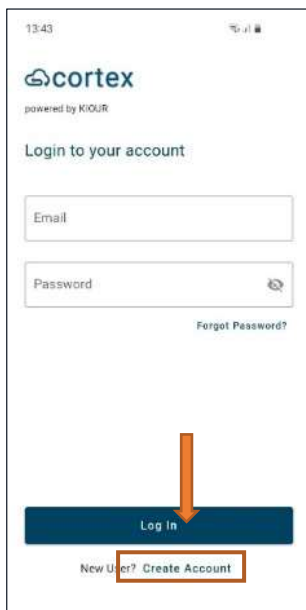 13:43
cortex
powered by KIOUR
Login to your account
Email
Password
Forgot Password?
Log In
New User? Create Account